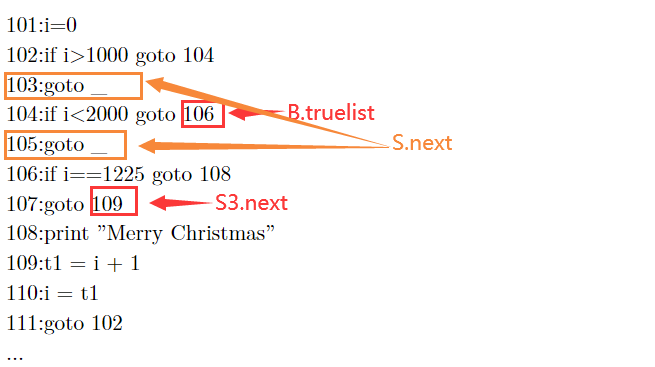 101:i=0
102:if i>1000 goto 104
103:goto _
104:if i<2000 goto 106
B.truelist
105:goto _
S.next
106:if i==1225 goto 108
107:goto 109
S3.next
108:print ”Merry Christmas”
109:t1 = i + 1
110:i = t1
111:goto 102
...